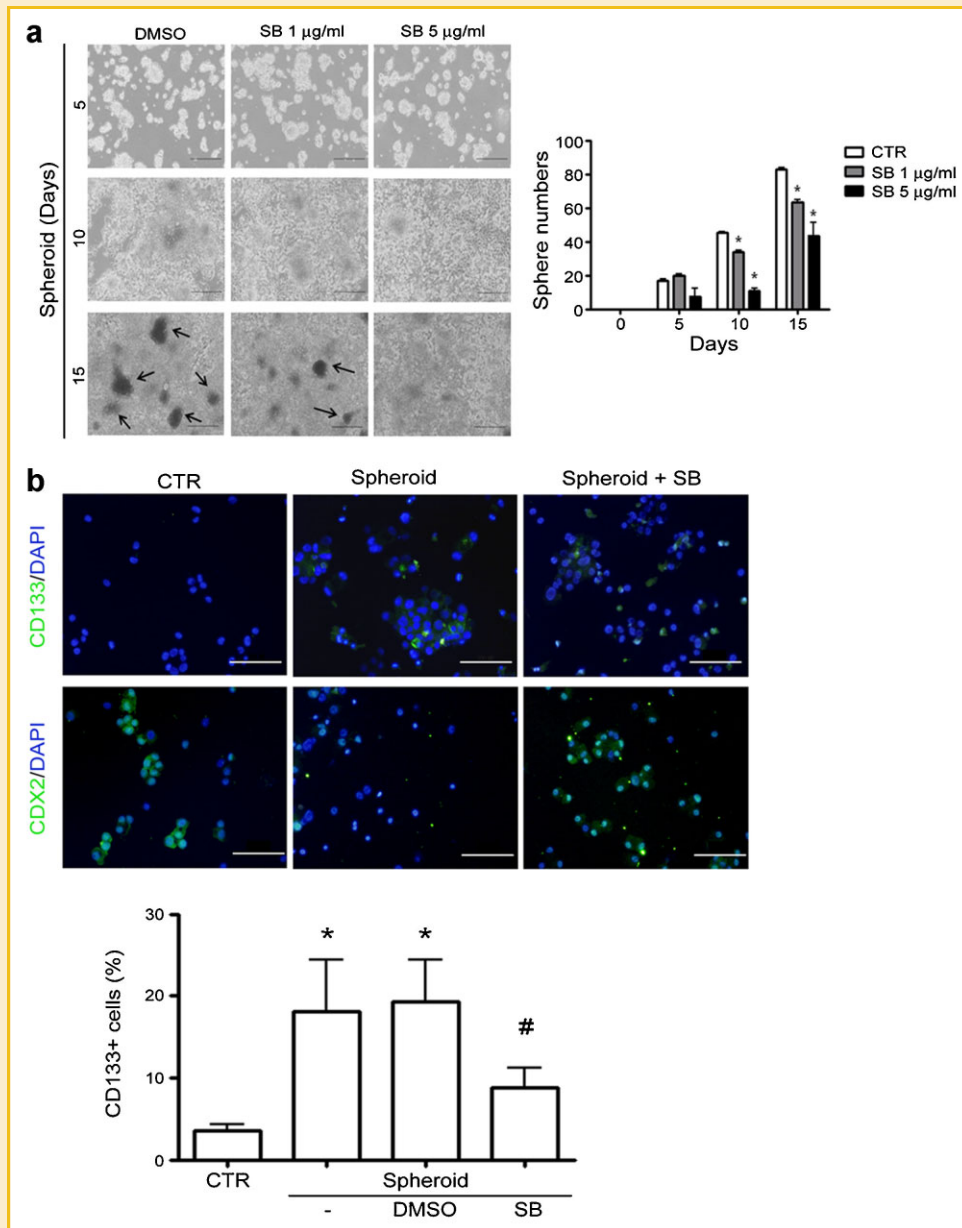 a
DMSO
SB 1 µg/ml
SB 5 µg/ml
Spheroid (Days)
5
10
15
Sphere numbers
100
80
60
40
20
0
CTR
SB 1 µg/ml
SB 5 µg/ml
* * * *
0 5 10 15
Days
b
CTR
Spheroid
Spheroid + SB
CD133/DAPI
CDX2/DAPI
CD133+ cells (%)
30
20
10
0
* * #
CTR
Spheroid
- DMSO SB